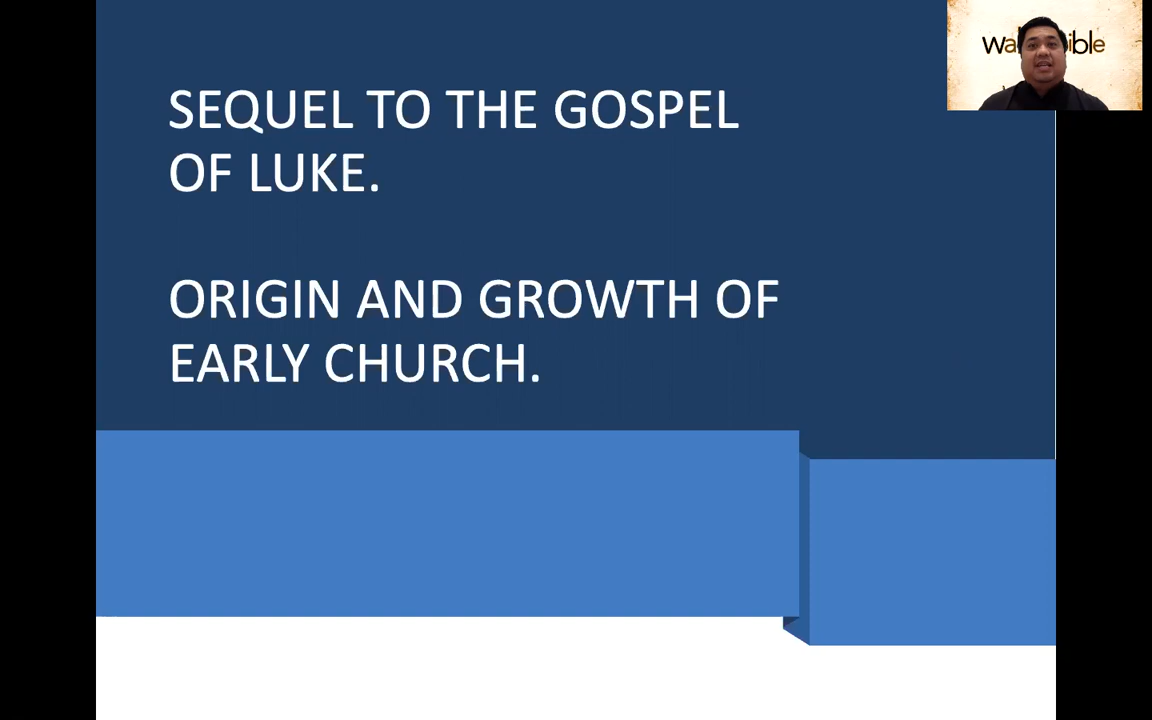 SEQUEL TO THE GOSPEL
OF LUKE.
ORIGIN AND GROWTH OF
EARLY CHURCH.